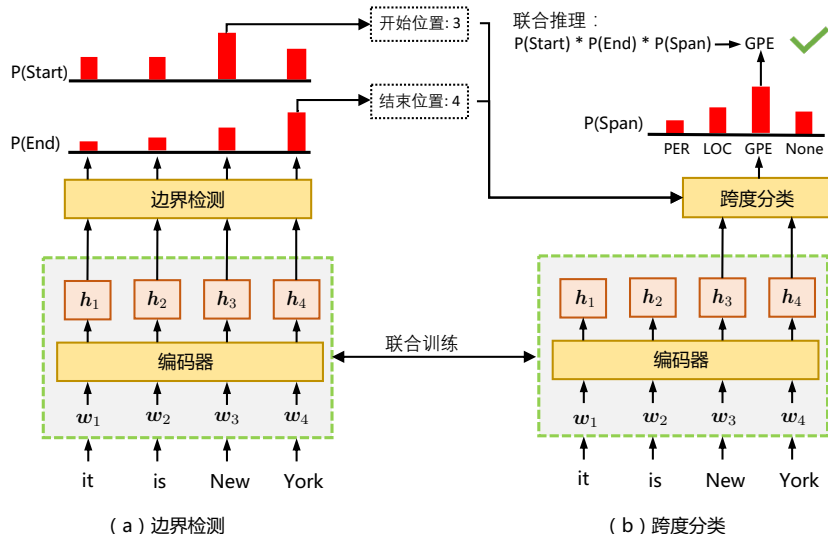 开始位置: 3
P(Start)
结束位置: 4
P(End)
边界检测
h₁ h₂ h₃ h₄
编码器
w₁ w₂ w₃ w₄
it is New York
(a)边界检测
联合训练
联合推理：
P(Start) * P(End) * P(Span) GPE
P(Span)
PER LOC GPE None
跨度分类
h₁ h₂ h₃ h₄
编码器
w₁ w₂ w₃ w₄
it is New York
(b)跨度分类